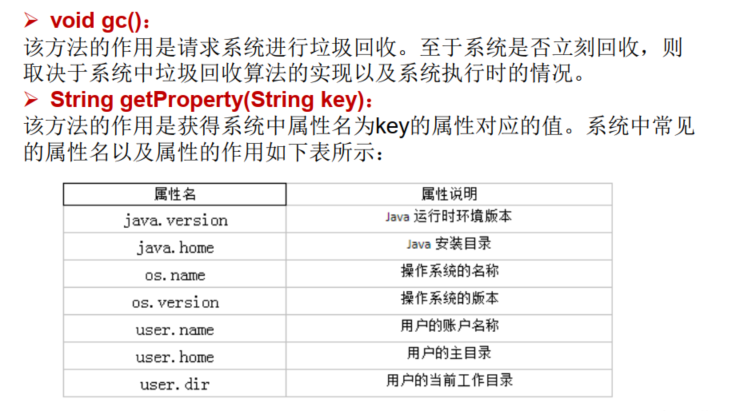 ➢ void gc():
该方法的作用是请求系统进行垃圾回收。至于系统是否立刻回收，则
取决于系统中垃圾回收算法的实现以及系统执行时的情况。
➢ String getProperty(String key):
该方法的作用是获得系统中属性名为key的属性对应的值。系统中常见
的属性名以及属性的作用如下表所示：
属性名 属性说明
java.version Java 运行时环境版本
java.home Java 安装目录
os.name 操作系统的名称
os.version 操作系统的版本
user.name 用户的账户名称
user.home 用户的主目录
user.dir 用户的当前工作目录